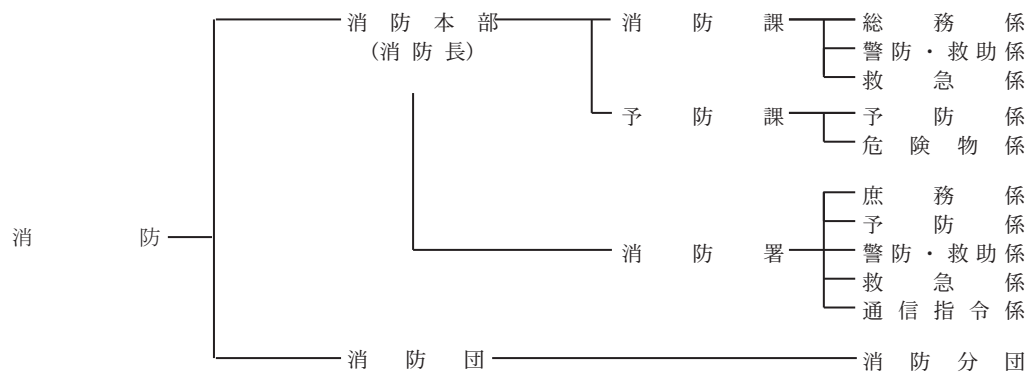 消防本部 消防課 総務係
(消防長) 警防・救助係
救急係
予防課 予防係
危険物係
庶務係
消防 予防係
消防署 警防・救助係
救急係
通信指令係
消防団 消防分団